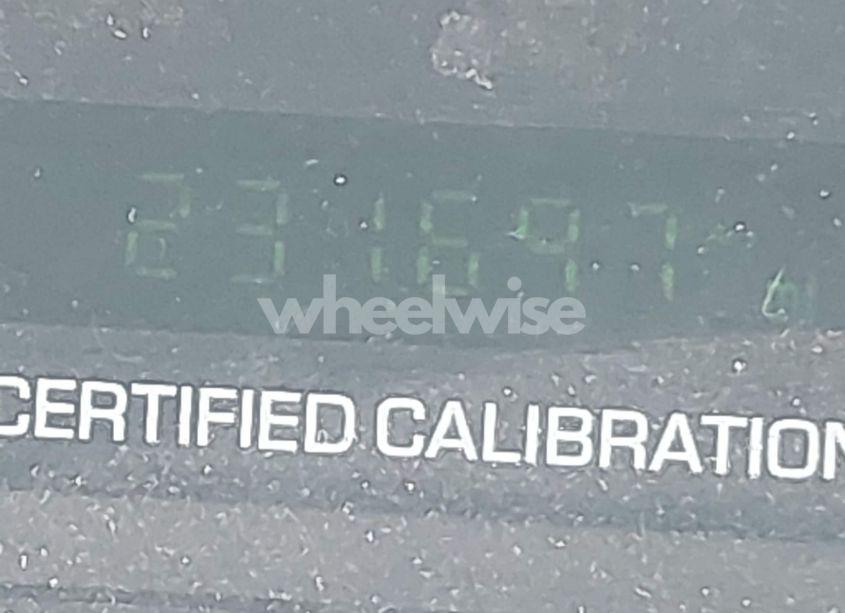 231697
wheelwise
CERTIFIED CALIBRATION